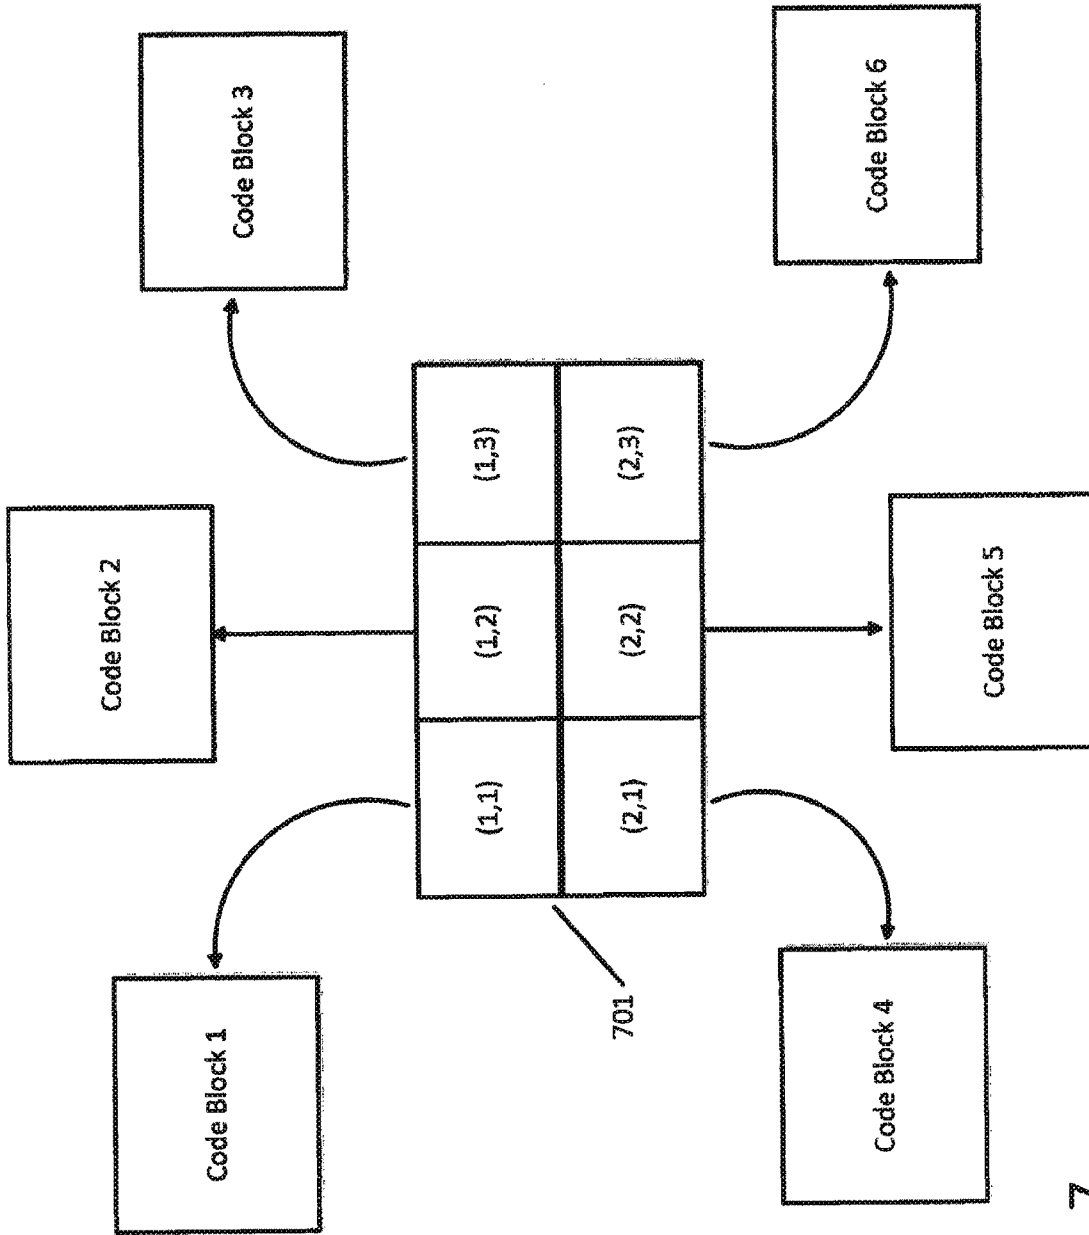 Code Block 1
Code Block 2
Code Block 3
(1,1)
(1,2)
(1,3)
(2,1)
(2,2)
(2,3)
701
Code Block 4
Code Block 5
Code Block 6
7